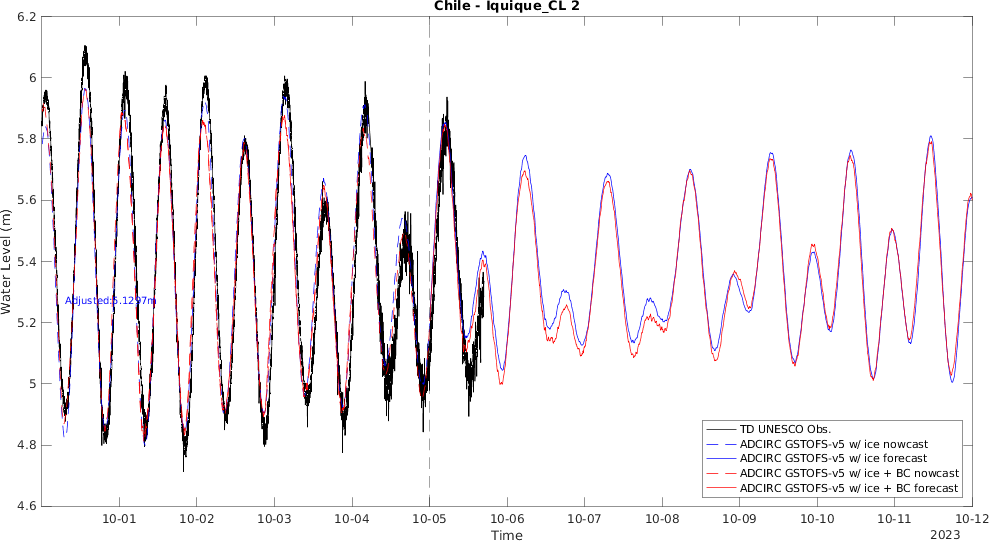 Chile - Iquique_CL 2
6.2
6
5.8
5.6
5.4
5.2
5
4.8
4.6
Water Level (m)
Adjusted:5.1297m
TD UNESCO Obs.
ADCIRC GSTOFS-v5 w/ ice nowcast
ADCIRC GSTOFS-v5 w/ ice forecast
ADCIRC GSTOFS-v5 w/ ice + BC nowcast
ADCIRC GSTOFS-v5 w/ ice + BC forecast
10-01 10-02 10-03 10-04 10-05 10-06 10-07 10-08 10-09 10-10 10-11 10-12
Time
2023